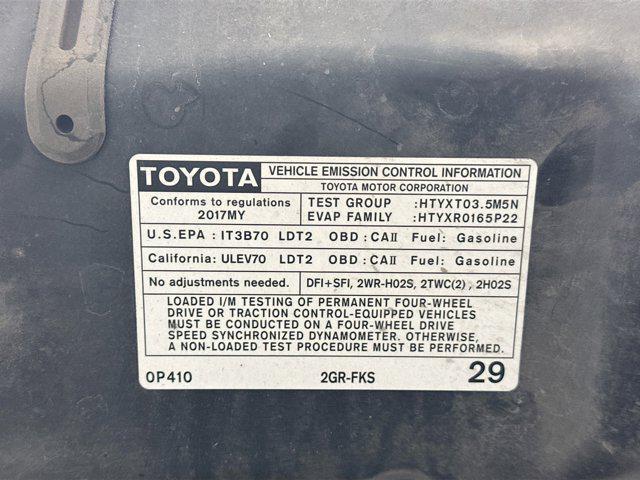 TOYOTA
VEHICLE EMISSION CONTROL INFORMATION
TOYOTA MOTOR CORPORATION
Conforms to regulations
2017MY
TEST GROUP :HTYXT03.5M5N
EVAP FAMILY :HTYXR0165P22
U.S.EPA : IT3B70 LDT2 OBD :CAII Fuel: Gasoline
California: ULEV70 LDT2 OBD :CAII Fuel: Gasoline
No adjustments needed.
DFI+SFI, 2WR-HO2S, 2TWC(2), 2HO2S
LOADED I/M TESTING OF PERMANENT FOUR-WHEEL
DRIVE OR TRACTION CONTROL-EQUIPPED VEHICLES
MUST BE CONDUCTED ON A FOUR-WHEEL DRIVE
SPEED SYNCHRONIZED DYNAMOMETER. OTHERWISE,
A NON-LOADED TEST PROCEDURE MUST BE PERFORMED.
0P410 2GR-FKS 29